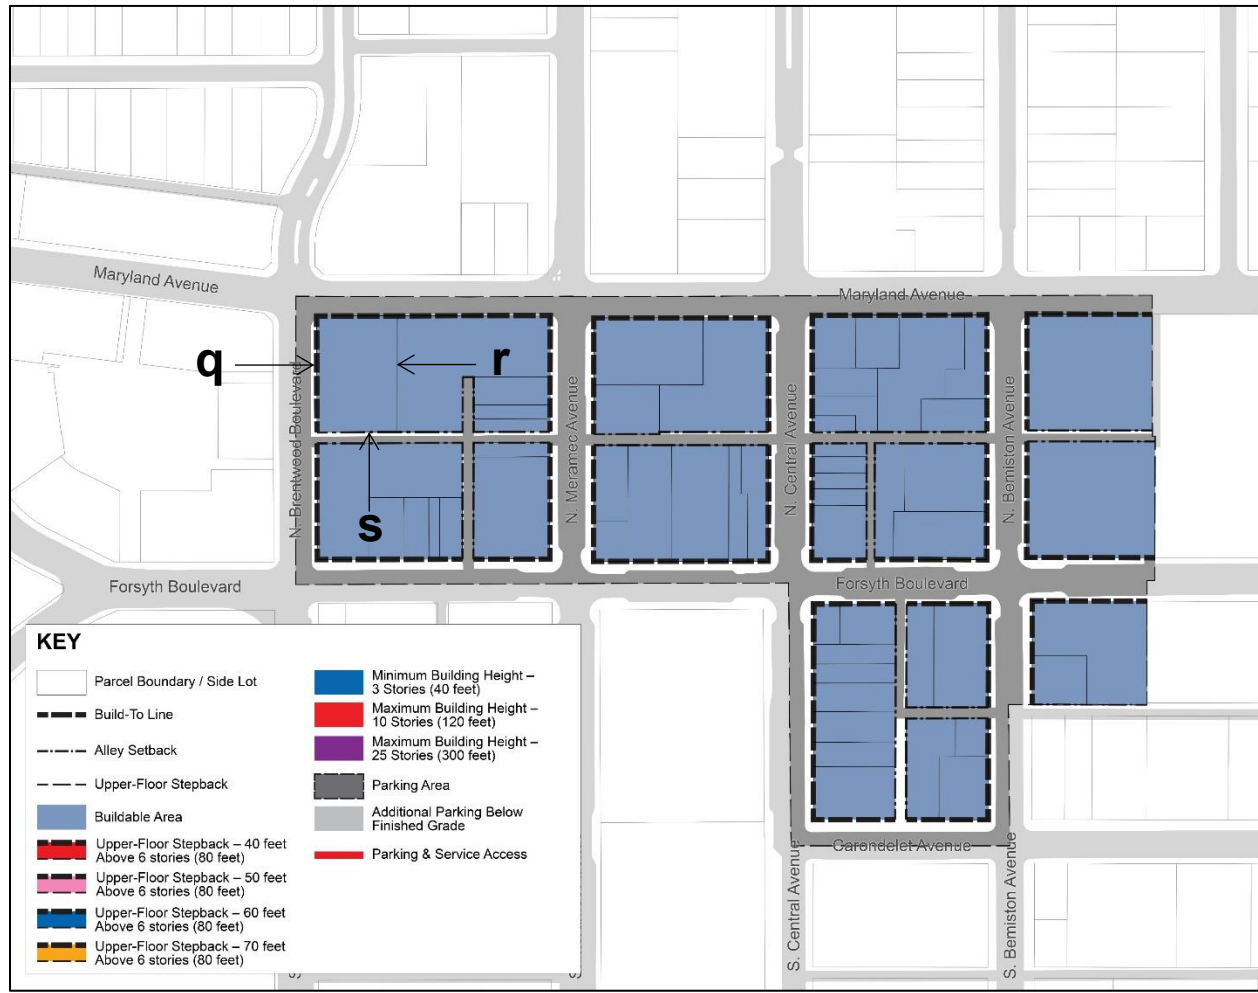 Maryland Avenue
Maryland Avenue
q
r
s
N. Brentwood Boulevard
N. Meramec Avenue
N. Central Avenue
N. Bemiston Avenue
Forsyth Boulevard
Forsyth Boulevard
KEY
Parcel Boundary / Side Lot
Build-To Line
Alley Setback
Upper-Floor Stepback
Buildable Area
Upper-Floor Stepback – 40 feet
Above 6 stories (80 feet)
Upper-Floor Stepback – 50 feet
Above 6 stories (80 feet)
Upper-Floor Stepback – 60 feet
Above 6 stories (80 feet)
Upper-Floor Stepback – 70 feet
Above 6 stories (80 feet)
Minimum Building Height –
3 Stories (40 feet)
Maximum Building Height –
10 Stories (120 feet)
Maximum Building Height –
25 Stories (300 feet)
Parking Area
Additional Parking Below
Finished Grade
Parking & Service Access
Carondelet Avenue
S. Central Avenue
S. Bemiston Avenue